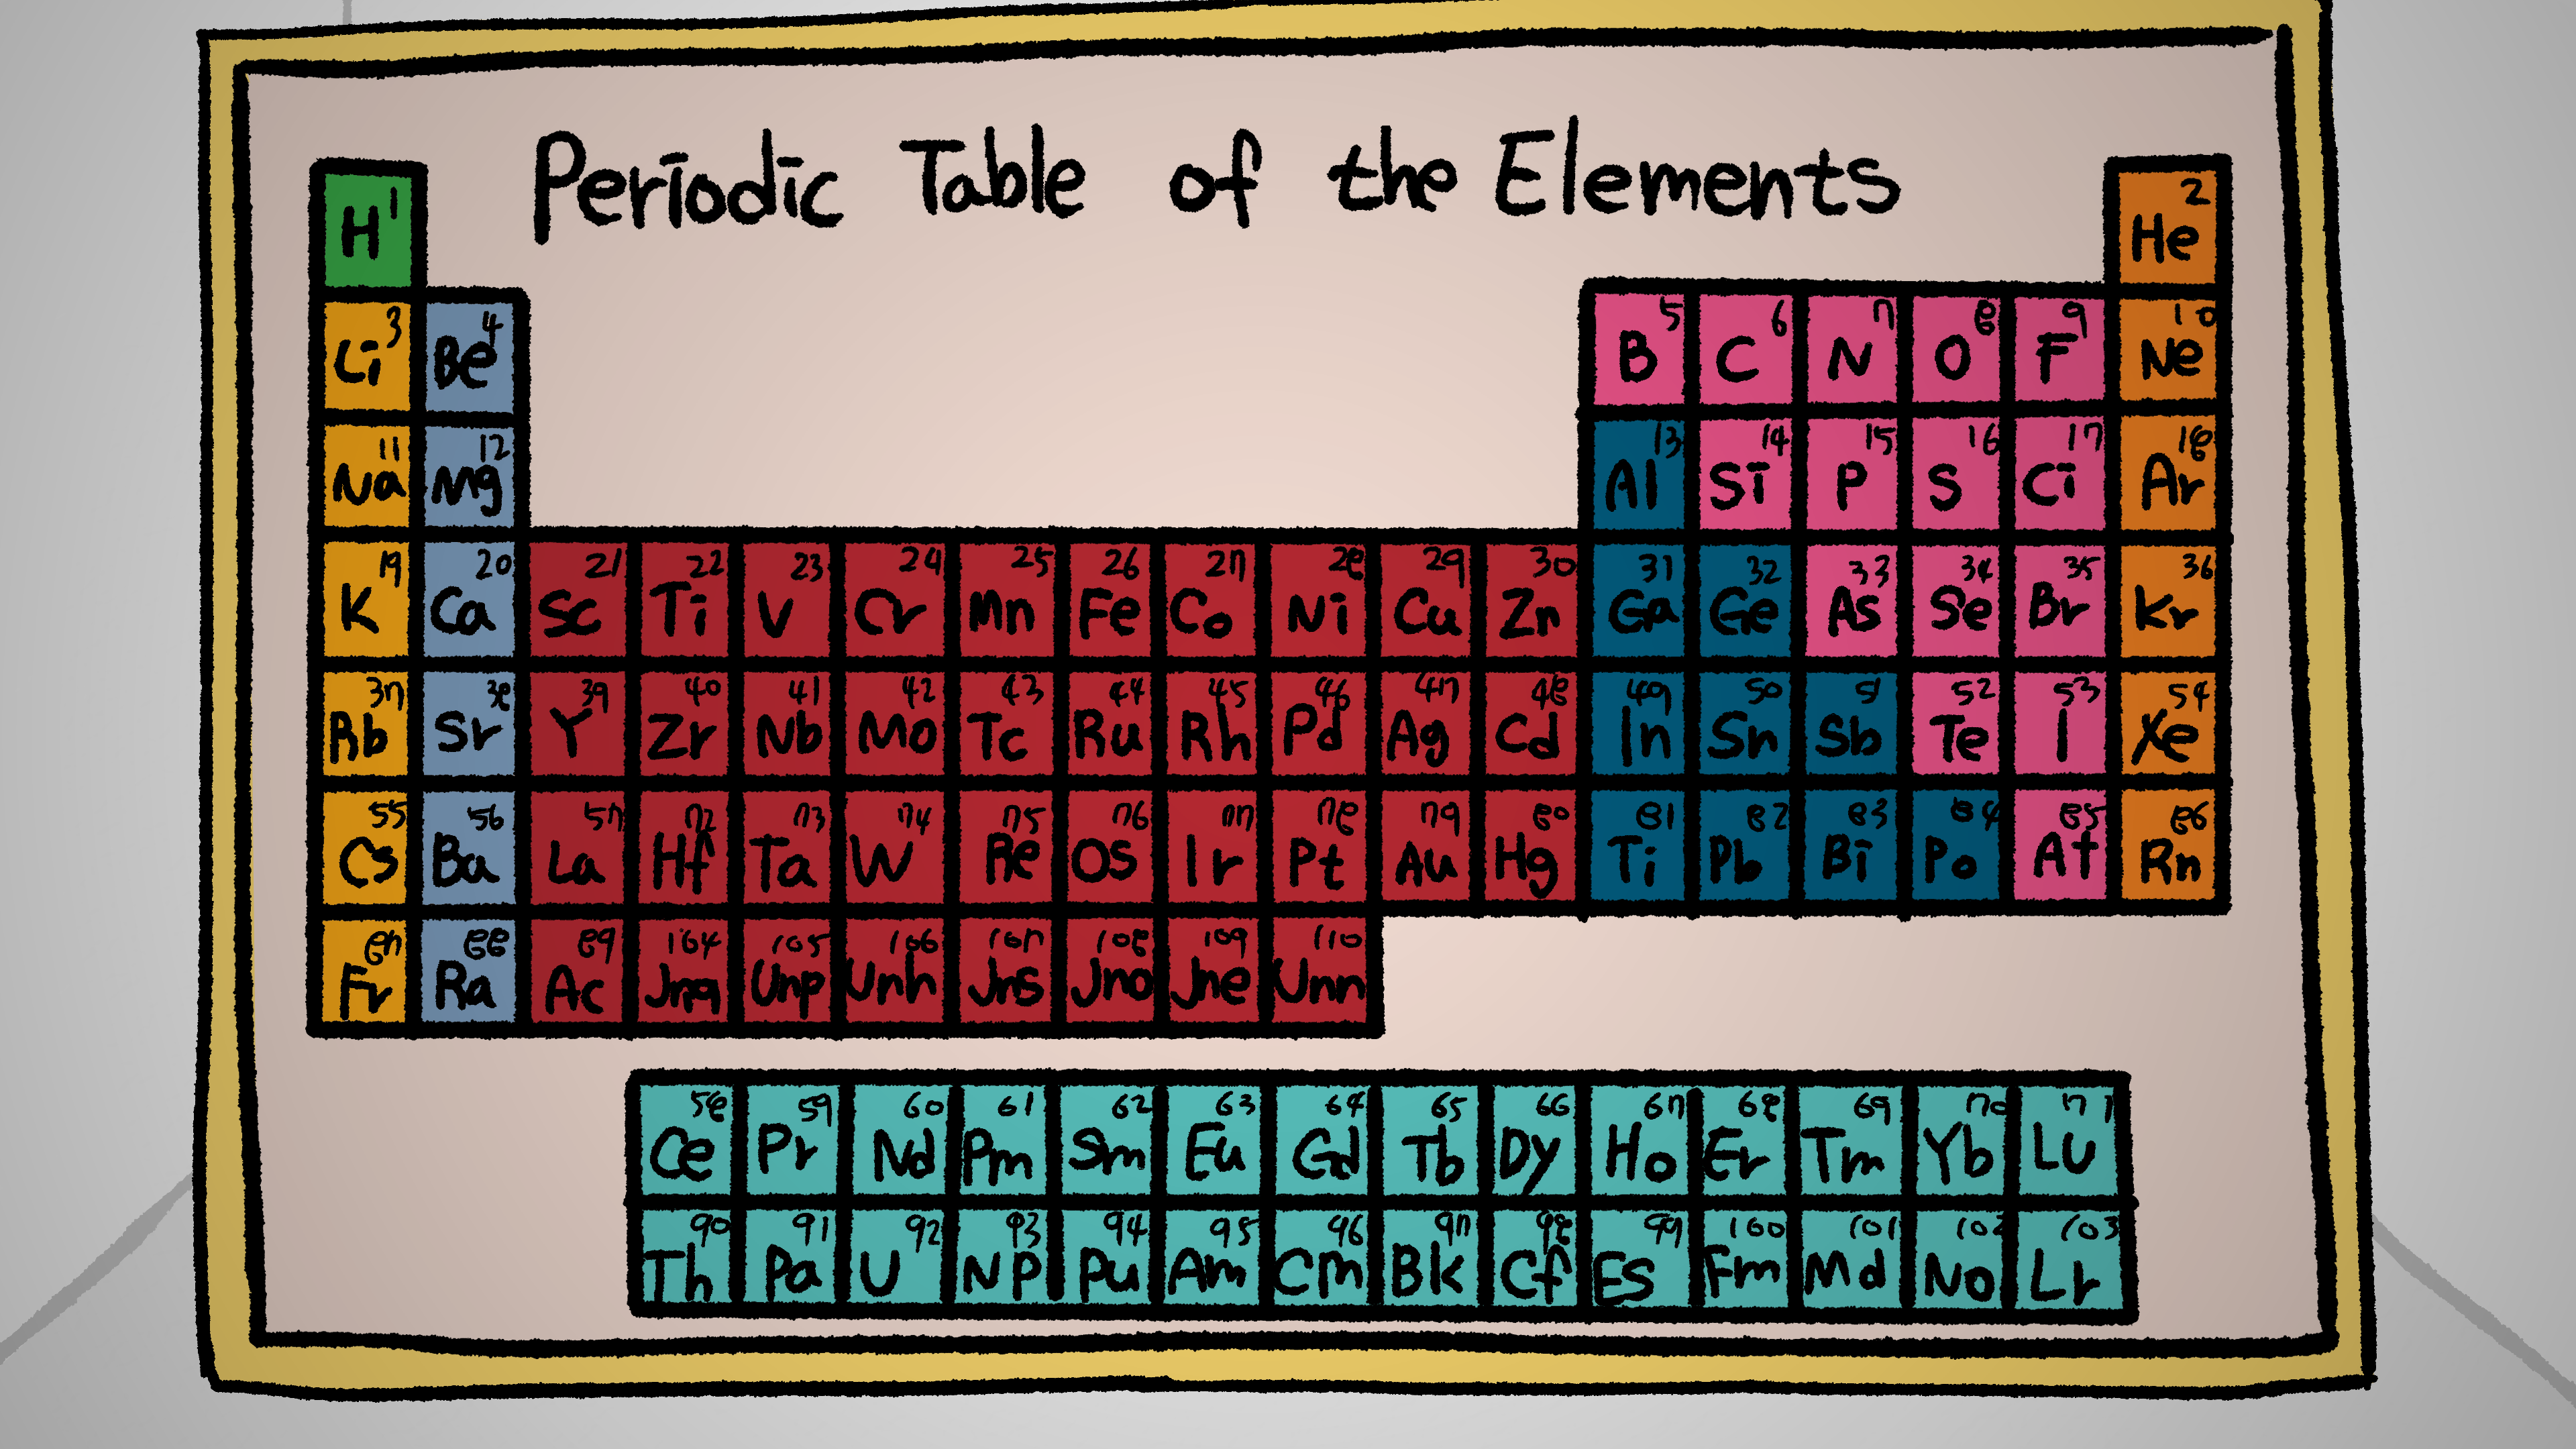 Periodic Table of the Elements
1 2
H He
3 4 5 6 7 8 9 10
Li Be B C N O F Ne
11 12 13 14 15 16 17 18
Na Mg Al Si P S Ci Ar
19 20 21 22 23 24 25 26 27 28 29 30 31 32 33 34 35 36
K Ca Sc Ti V Cr Mn Fe Co Ni Cu Zn Ga Ge As Se Br Kr
37 38 39 40 41 42 43 44 45 46 47 48 49 50 51 52 53 54
Rb Sr Y Zr Nb Mo Tc Ru Rh Pd Ag Cd In Sn Sb Te I Xe
55 56 57 72 73 74 75 76 77 78 79 80 81 82 83 84 85 86
Cs Ba La Hf Ta W Re Os Ir Pt Au Hg Ti Pb Bi Po At Rn
87 88 89 104 105 106 107 108 109 110
Fr Ra Ac Jnq Unp Unh Jns Jno Jne Unn
58 59 60 61 62 63 64 65 66 67 68 69 70 71
Ce Pr Nd Pm Sm Eu Gd Tb Dy Ho Er Tm Yb Lu
90 91 92 93 94 95 96 97 98 99 100 101 102 103
Th Pa U Np Pu Am Cm Bk Cf Es Fm Md No Lr